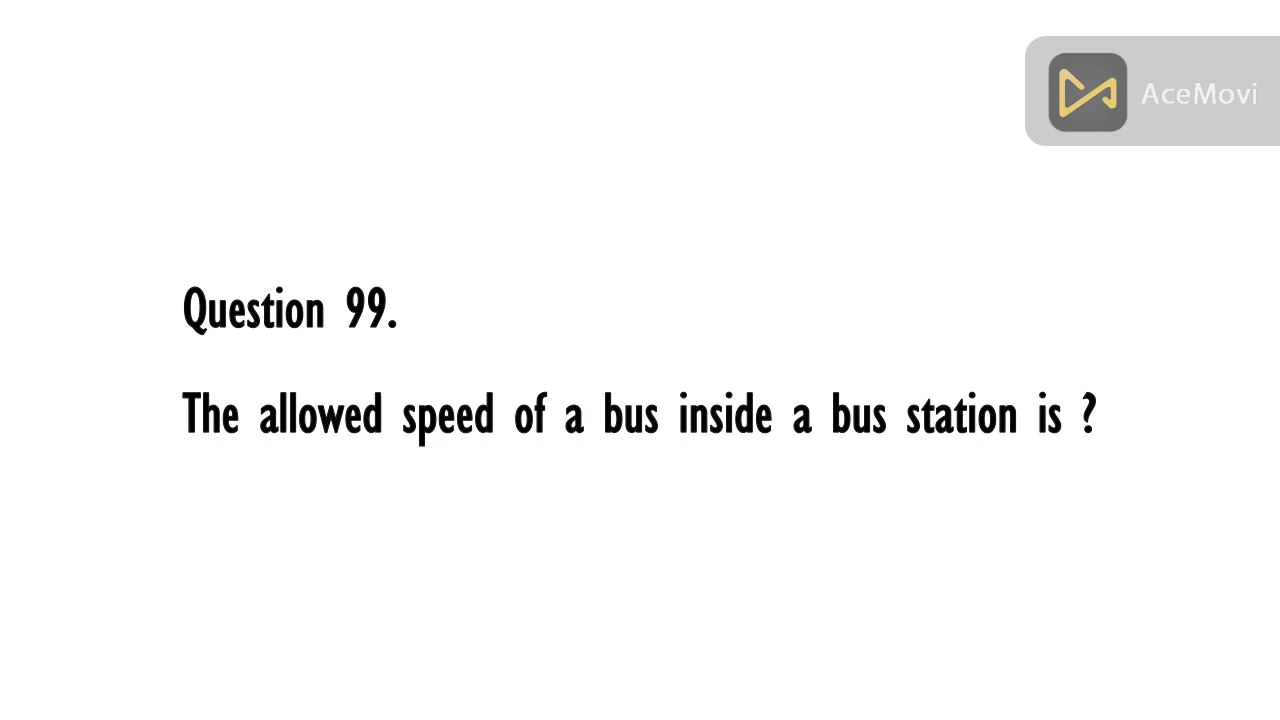 AceMovi
Question 99.
The allowed speed of a bus inside a bus station is ?